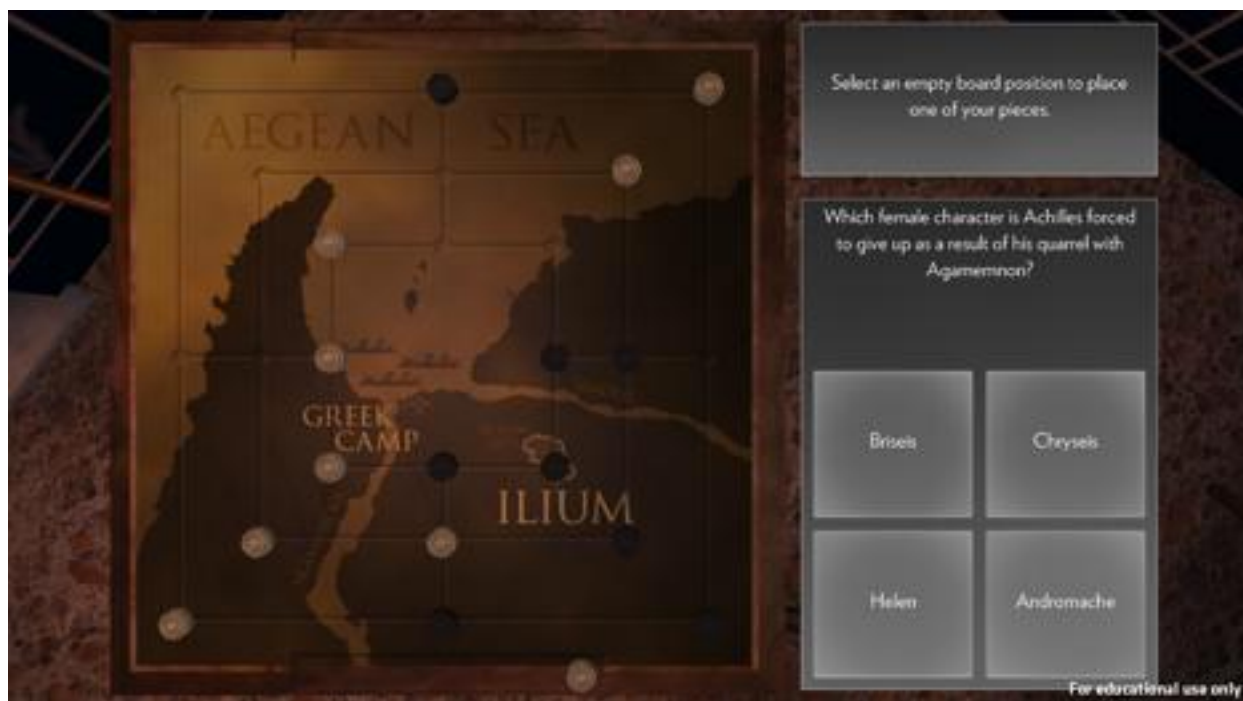 AEGEAN SEA
GREEK
CAMP
ILIUM
Select an empty board position to place
one of your pieces.
Which female character is Achilles forced
to give up as a result of his quarrel with
Agamemnon?
Briseis
Chryseis
Helen
Andromache
For educational use only